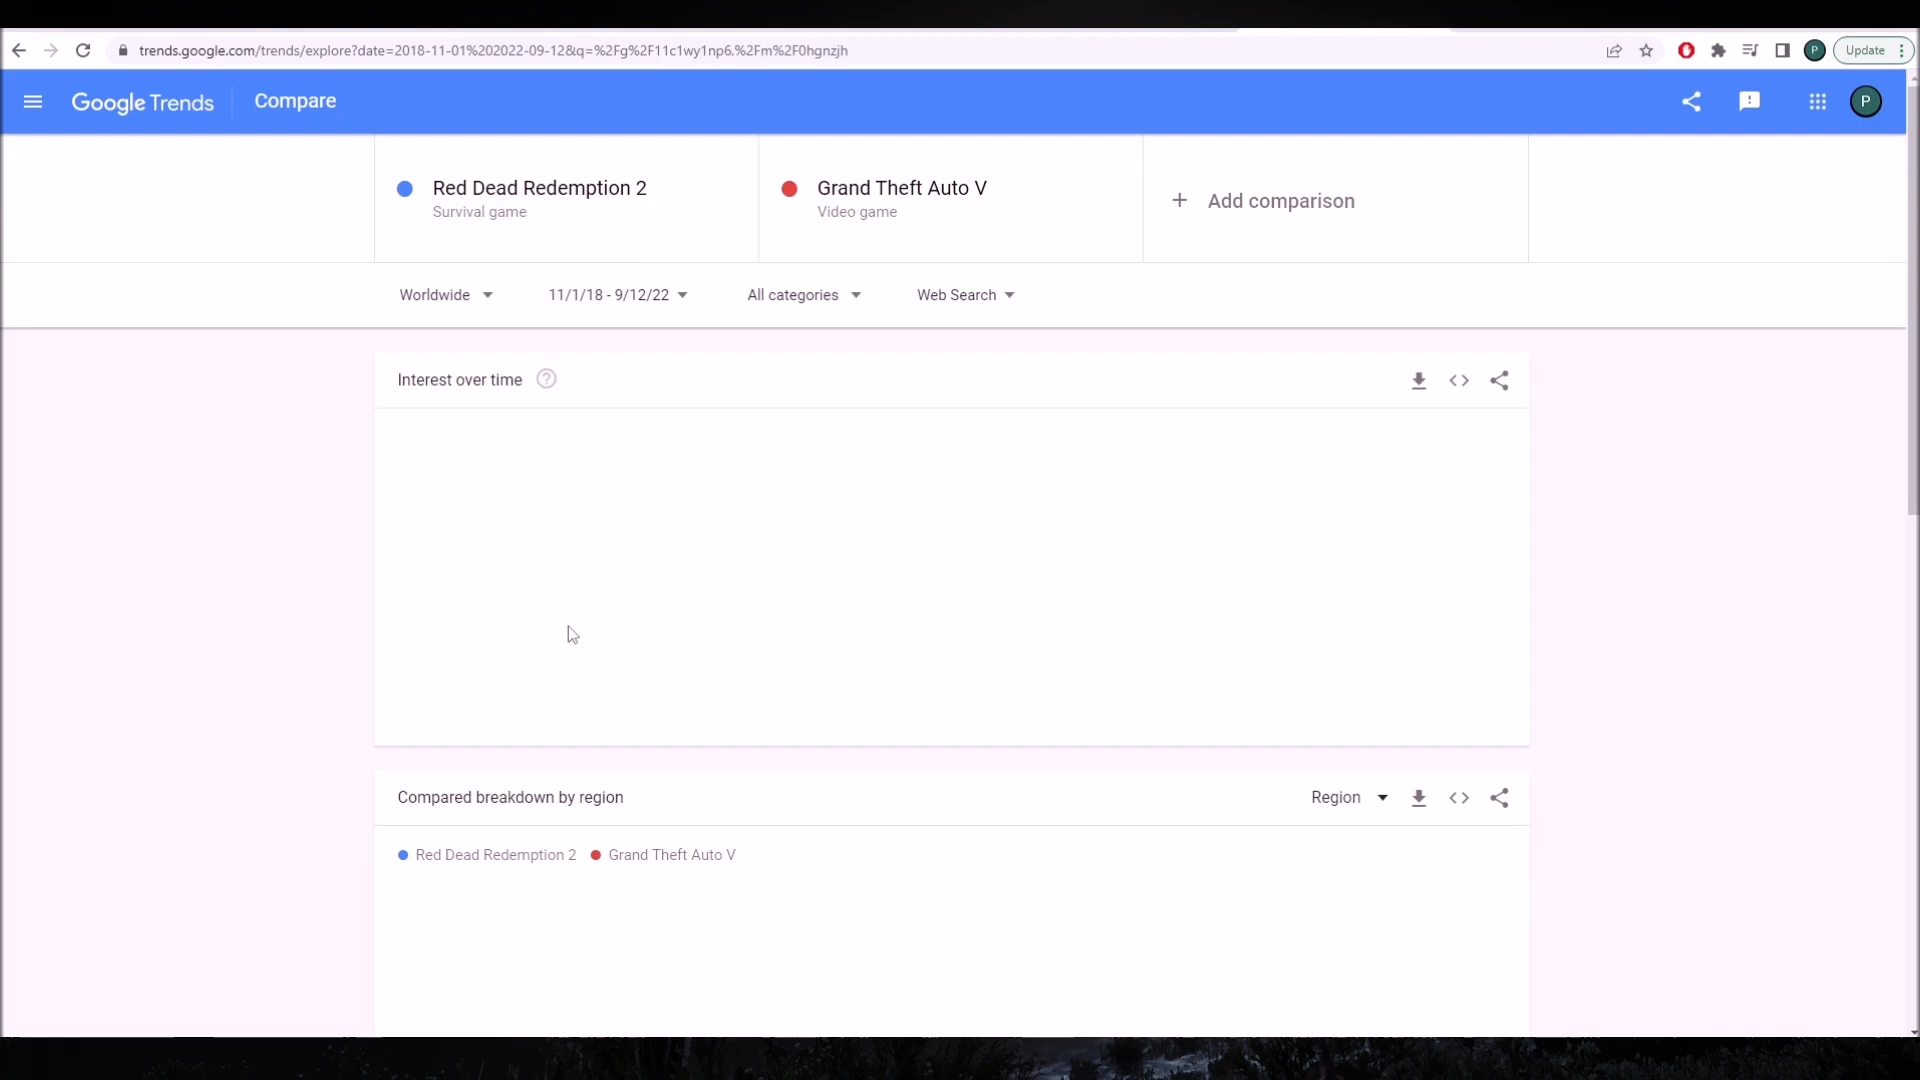 trends.google.com/trends/explore?date=2018-11-01%202022-09-12&q=%2Fg%2F11c1wy1np6,%2Fm%2F0hgnzjh
P
Update
Google Trends
Compare
P
Red Dead Redemption 2
Survival game
Grand Theft Auto V
Video game
+ Add comparison
Worldwide
11/1/18 - 9/12/22
All categories
Web Search
Interest over time ?
Compared breakdown by region
Region
Red Dead Redemption 2
Grand Theft Auto V